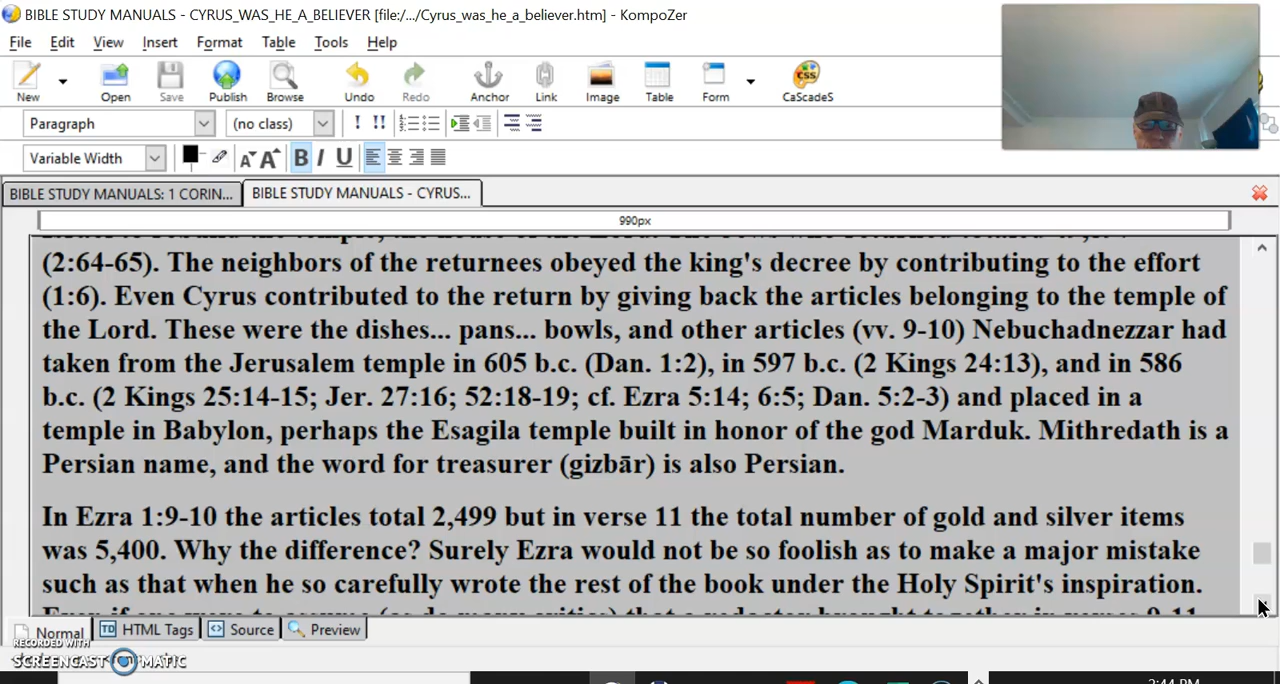 BIBLE STUDY MANUALS - CYRUS_WAS_HE_A_BELIEVER [file:/.../Cyrus_was_he_a_believer.htm] - KompoZer
File Edit View Insert Format Table Tools Help
New Open Save Publish Browse Undo Redo Anchor Link Image Table Form CaScadeS
Paragraph (no class) ! !!
Variable Width A A B I U
BIBLE STUDY MANUALS: 1 CORIN... BIBLE STUDY MANUALS - CYRUS...
990px
(2:64-65). The neighbors of the returnees obeyed the king's decree by contributing to the effort
(1:6). Even Cyrus contributed to the return by giving back the articles belonging to the temple of
the Lord. These were the dishes... pans... bowls, and other articles (vv. 9-10) Nebuchadnezzar had
taken from the Jerusalem temple in 605 b.c. (Dan. 1:2), in 597 b.c. (2 Kings 24:13), and in 586
b.c. (2 Kings 25:14-15; Jer. 27:16; 52:18-19; cf. Ezra 5:14; 6:5; Dan. 5:2-3) and placed in a
temple in Babylon, perhaps the Esagila temple built in honor of the god Marduk. Mithredath is a
Persian name, and the word for treasurer (gizbār) is also Persian.
In Ezra 1:9-10 the articles total 2,499 but in verse 11 the total number of gold and silver items
was 5,400. Why the difference? Surely Ezra would not be so foolish as to make a major mistake
such as that when he so carefully wrote the rest of the book under the Holy Spirit's inspiration.
Normal HTML Tags Source Preview
RECORDED WITH
SCREENCAST MATIC
2:44 PM